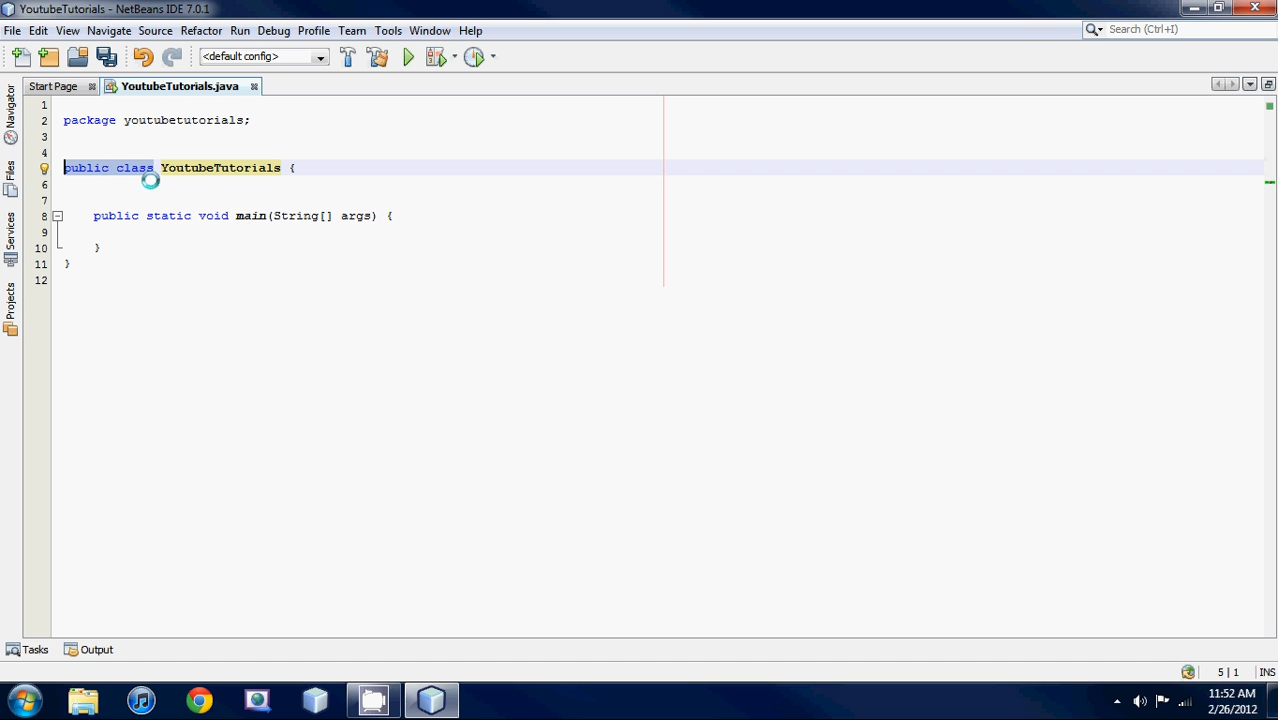 YoutubeTutorials - NetBeans IDE 7.0.1
File Edit View Navigate Source Refactor Run Debug Profile Team Tools Window Help
Search (Ctrl+I)
<default config>
Start Page YoutubeTutorials.java
Navigator
Files
Services
Projects
1
2 package youtubetutorials;
3
4
public class YoutubeTutorials {
6
7
8 public static void main(String[] args) {
9
10 }
11 }
12
Tasks Output
5 | 1 INS
11:52 AM
2/26/2012